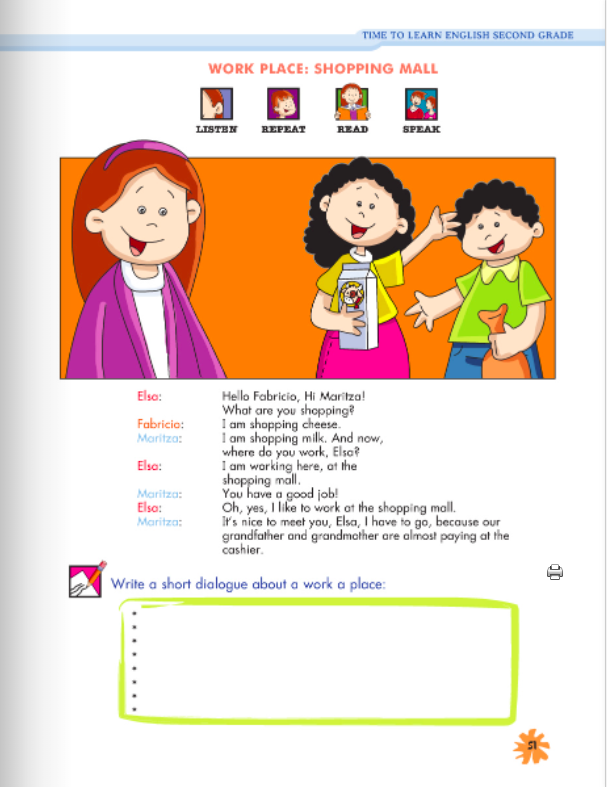 TIME TO LEARN ENGLISH SECOND GRADE
WORK PLACE: SHOPPING MALL
LISTEN REPEAT READ SPEAK
Elsa: Hello Fabricio, Hi Maritza!
What are you shopping?
Fabricio: I am shopping cheese.
Maritza: I am shopping milk. And now,
where do you work, Elsa?
Elsa: I am working here, at the
shopping mall.
Maritza: You have a good job!
Elsa: Oh, yes, I like to work at the shopping mall.
Maritza: It's nice to meet you, Elsa, I have to go, because our
grandfather and grandmother are almost paying at the
cashier.
Write a short dialogue about a work a place:
51